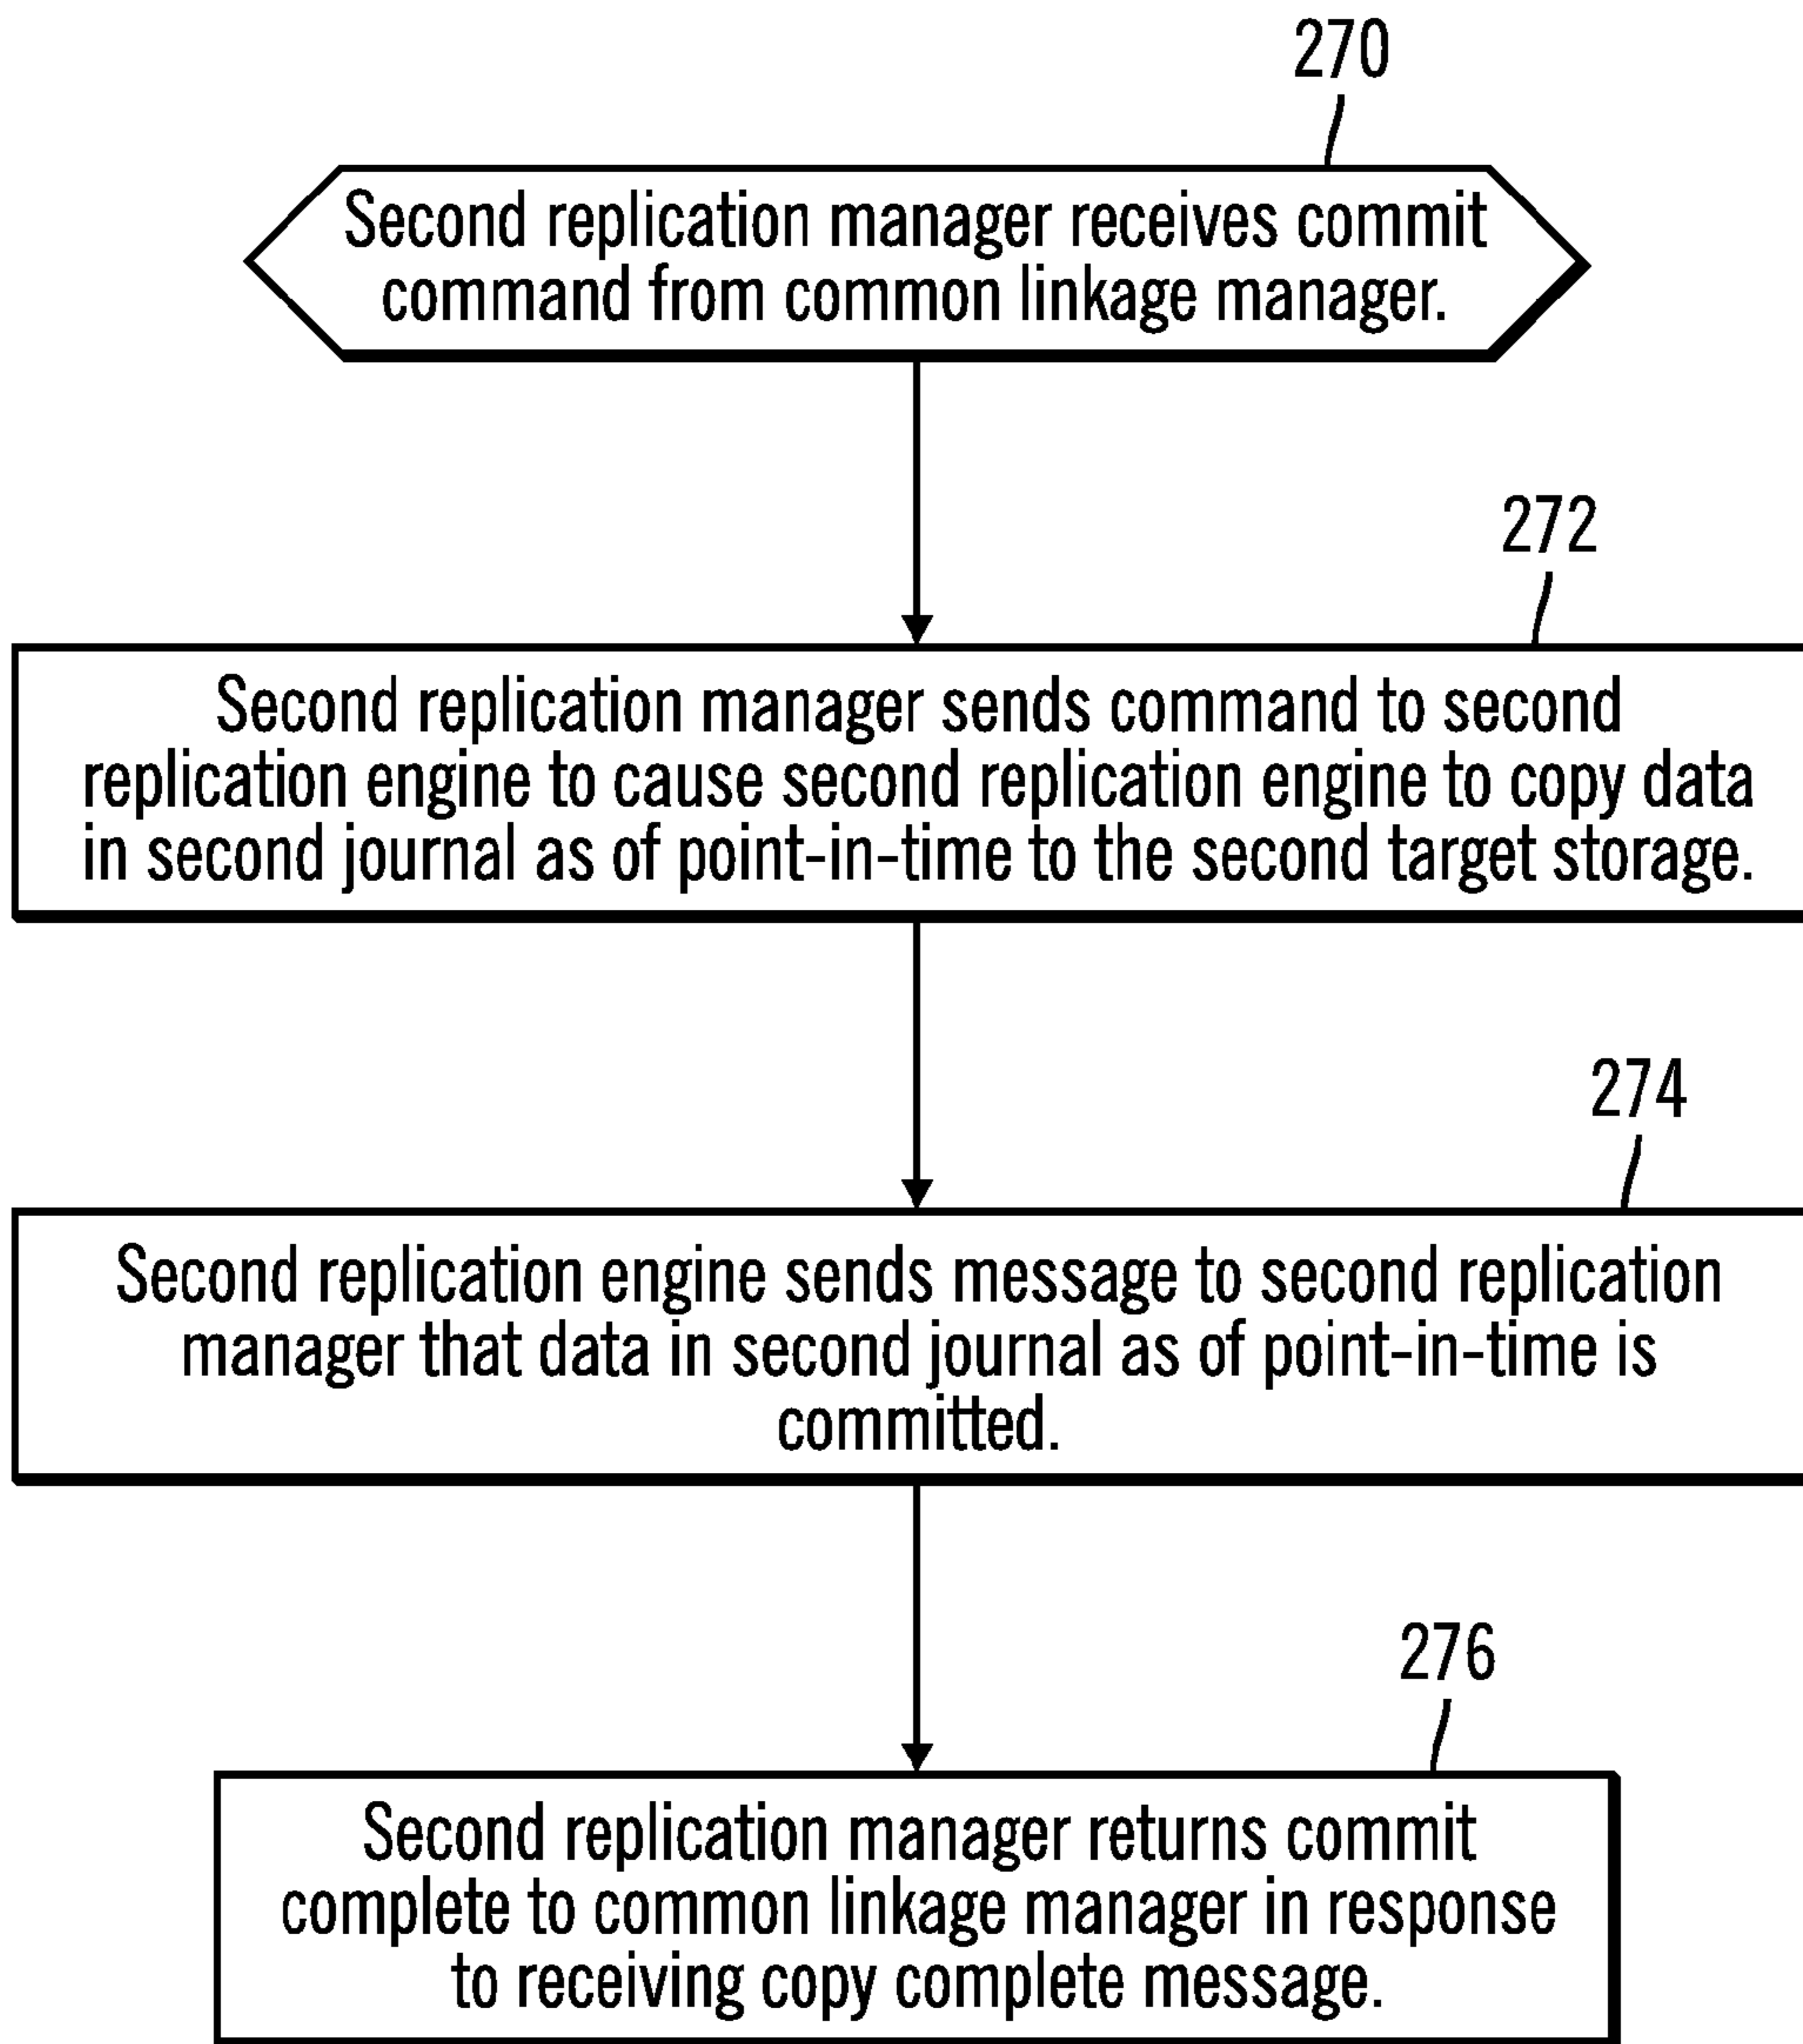 270
Second replication manager receives commit
command from common linkage manager.
272
Second replication manager sends command to second
replication engine to cause second replication engine to copy data
in second journal as of point-in-time to the second target storage.
274
Second replication engine sends message to second replication
manager that data in second journal as of point-in-time is
committed.
276
Second replication manager returns commit
complete to common linkage manager in response
to receiving copy complete message.